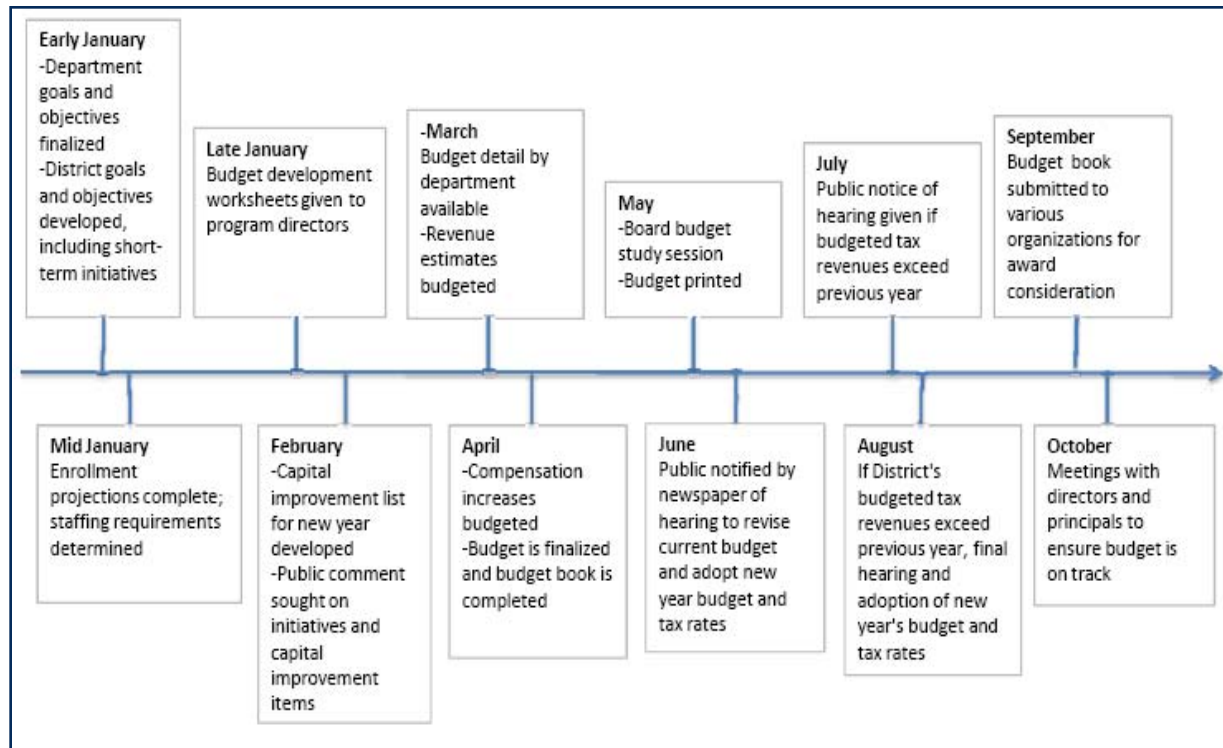 Early January
-Department
goals and
objectives
finalized
-District goals
and objectives
developed,
including short-
term initiatives
Late January
Budget development
worksheets given to
program directors
-March
Budget detail by
department
available
-Revenue
estimates
budgeted
May
-Board budget
study session
-Budget printed
July
Public notice of
hearing given if
budgeted tax
revenues exceed
previous year
September
Budget book
submitted to
various
organizations for
award
consideration
Mid January
Enrollment
projections complete;
staffing requirements
determined
February
-Capital
improvement list
for new year
developed
-Public comment
sought on
initiatives and
capital
improvement
items
April
-Compensation
increases
budgeted
-Budget is finalized
and budget book is
completed
June
Public notified by
newspaper of
hearing to revise
current budget
and adopt new
year budget and
tax rates
August
If District's
budgeted tax
revenues exceed
previous year, final
hearing and
adoption of new
year's budget and
tax rates
October
Meetings with
directors and
principals to
ensure budget is
on track